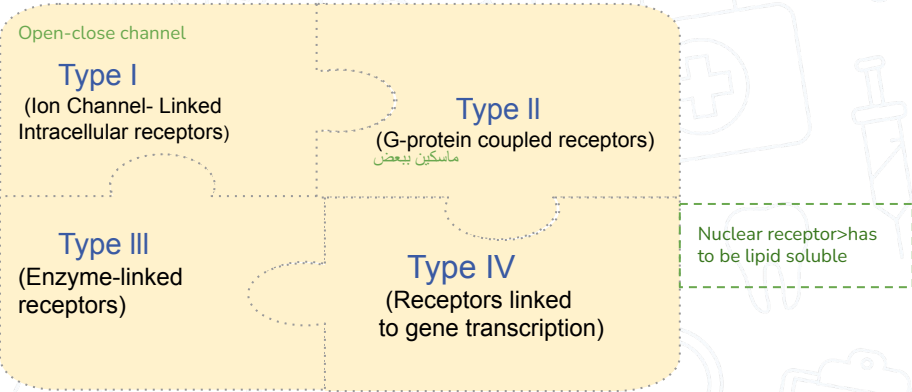 Open-close channel
Type I
(Ion Channel- Linked
Intracellular receptors)
Type II
(G-protein coupled receptors)
ماسكين ببعض
Type III
(Enzyme-linked
receptors)
Type IV
(Receptors linked
to gene transcription)
Nuclear receptor>has
to be lipid soluble